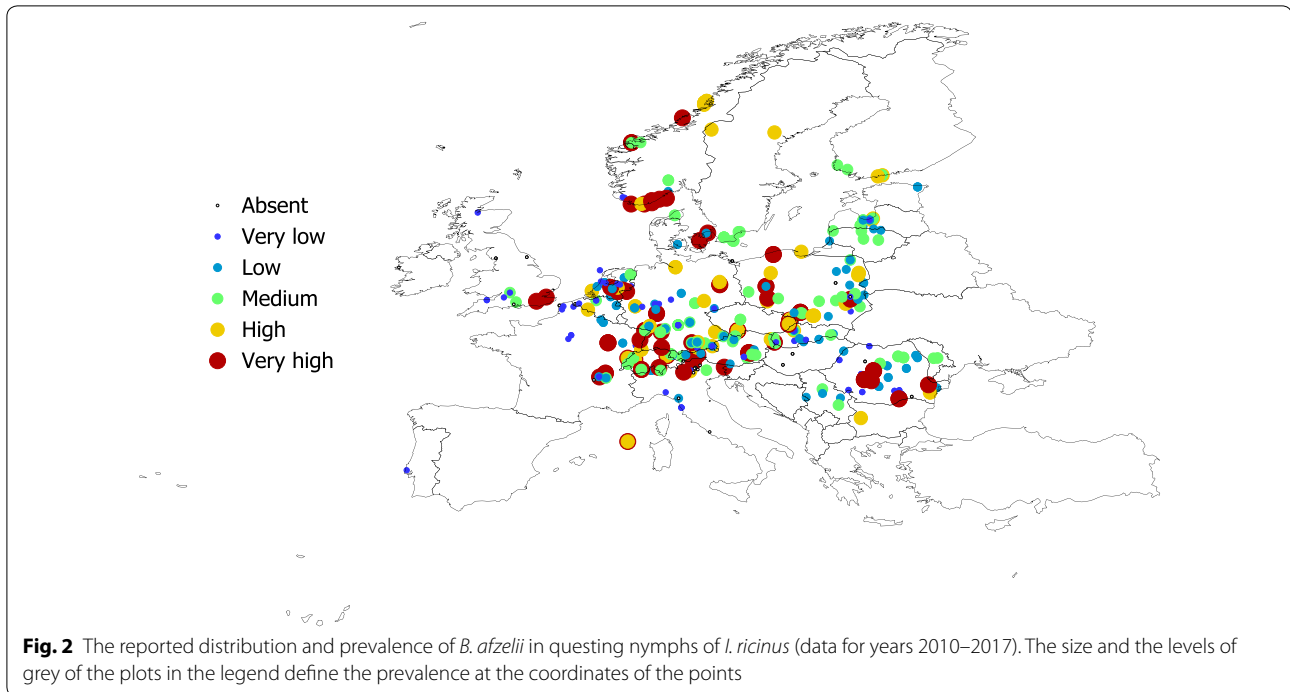 Absent
Very low
Low
Medium
High
Very high
Fig. 2 The reported distribution and prevalence of B. afzelii in questing nymphs of I. ricinus (data for years 2010–2017). The size and the levels of
grey of the plots in the legend define the prevalence at the coordinates of the points